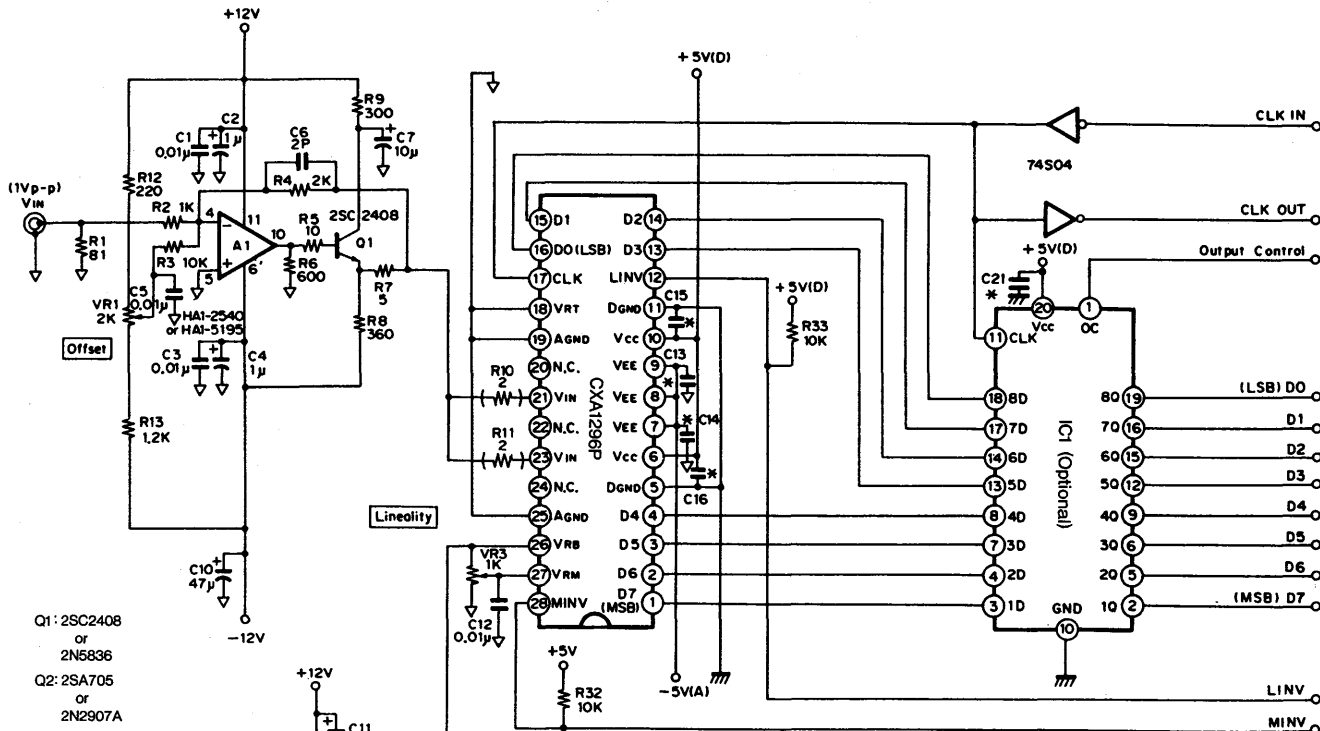 +12V
+5V(D)
R9
300
C2
1μ
C1
0.01μ
C6
2P
C7
10μ
CLK IN
74S04
R12
220
R4 2K
(1Vp-p)
VIN
R2 1K
4
11
R5
10
2SC 2408
Q1
15 D1
D2 14
CLK OUT
R1
81
A1
10
16 DO(LSB)
D3 13
+5V(D)
Output Control
R3 10K
5
6'
R6
600
R7
5
17 CLK
LINV 12
C21
*
20
Vcc
1
OC
C5
0.01μ
VR1
2K
HA1-2540
or HA1-5195
R8
360
18 VRT
DGND 11
C15
*
+5V(D)
R33
10K
11 CLK
Offset
C3
0.01μ
C4
1μ
19 AGND
Vcc 10
20 N.C.
VEE 9
C13
*
R10
2
21 VIN
VEE 8
18 8D
8Q 19
(LSB) DO
R13
1.2K
22 N.C.
VEE 7
*
C14
17 7D
7Q 16
D1
R11
2
23 VIN
Vcc 6
*
14 6D
6Q 15
D2
24 N.C.
DGND 5
C16
13 5D
5Q 12
D3
Lineolity
25 AGND
D4 4
8 4D
4Q 9
D4
CXA1296P
IC1 (Optional)
26 VRB
D5 3
7 3D
3Q 6
D5
VR3
1K
27 VRM
D6 2
4 2D
2Q 5
D6
C10
47μ
28 MINV
D7
(MSB)
1
3 1D
GND
10
1Q 2
(MSB) D7
C12
0.01μ
-12V
Q1: 2SC2408
or
2N5836
Q2: 2SA705
or
2N2907A
+12V
C11
+5V
R32
10K
-5V(A)
LINV
MINV